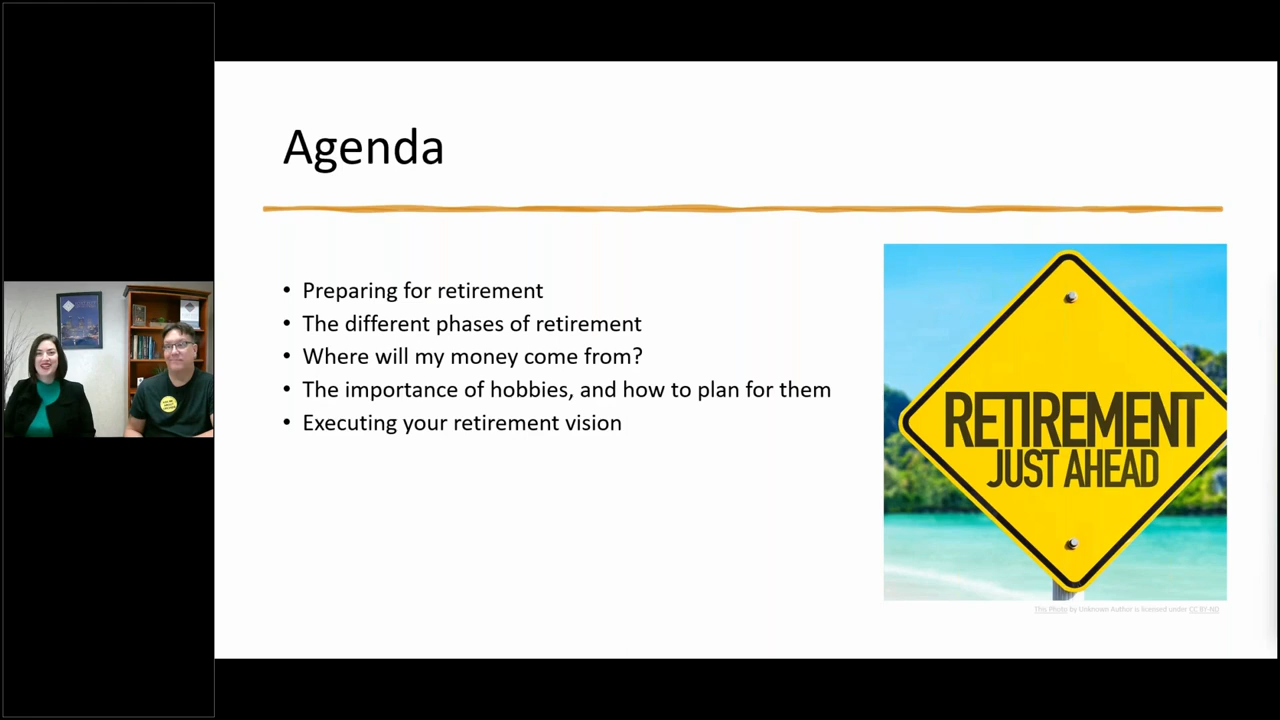 Agenda
• Preparing for retirement
• The different phases of retirement
• Where will my money come from?
• The importance of hobbies, and how to plan for them
• Executing your retirement vision
RETIREMENT
JUST AHEAD
This Photo by Unknown Author is licensed under CC BY-ND